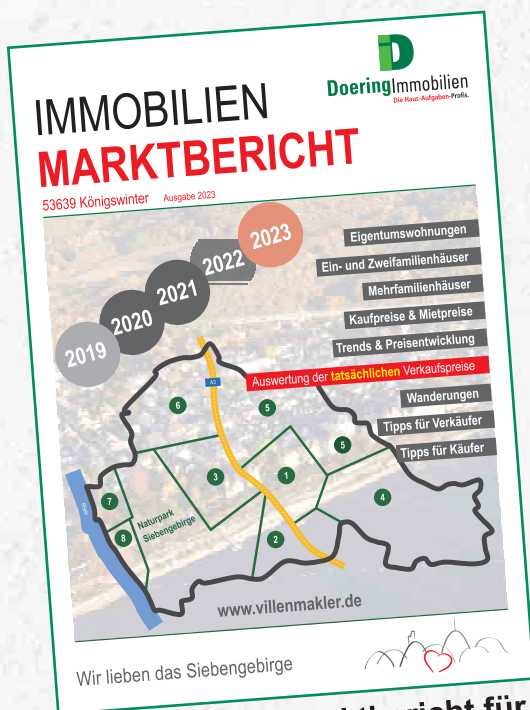 DoeringImmobilien
Die Haus-Aufgaben-Profis.
IMMOBILIEN
MARKTBERICHT
53639 Königswinter Ausgabe 2023
2019
2020
2021
2022
2023
Eigentumswohnungen
Ein- und Zweifamilienhäuser
Mehrfamilienhäuser
Kaufpreise & Mietpreise
Trends & Preisentwicklung
Auswertung der tatsächlichen Verkaufspreise
Wanderungen
Tipps für Verkäufer
Tipps für Käufer
A3
6
5
5
3
1
4
7
8
2
Naturpark
Siebengebirge
www.villenmakler.de
Wir lieben das Siebengebirge
für